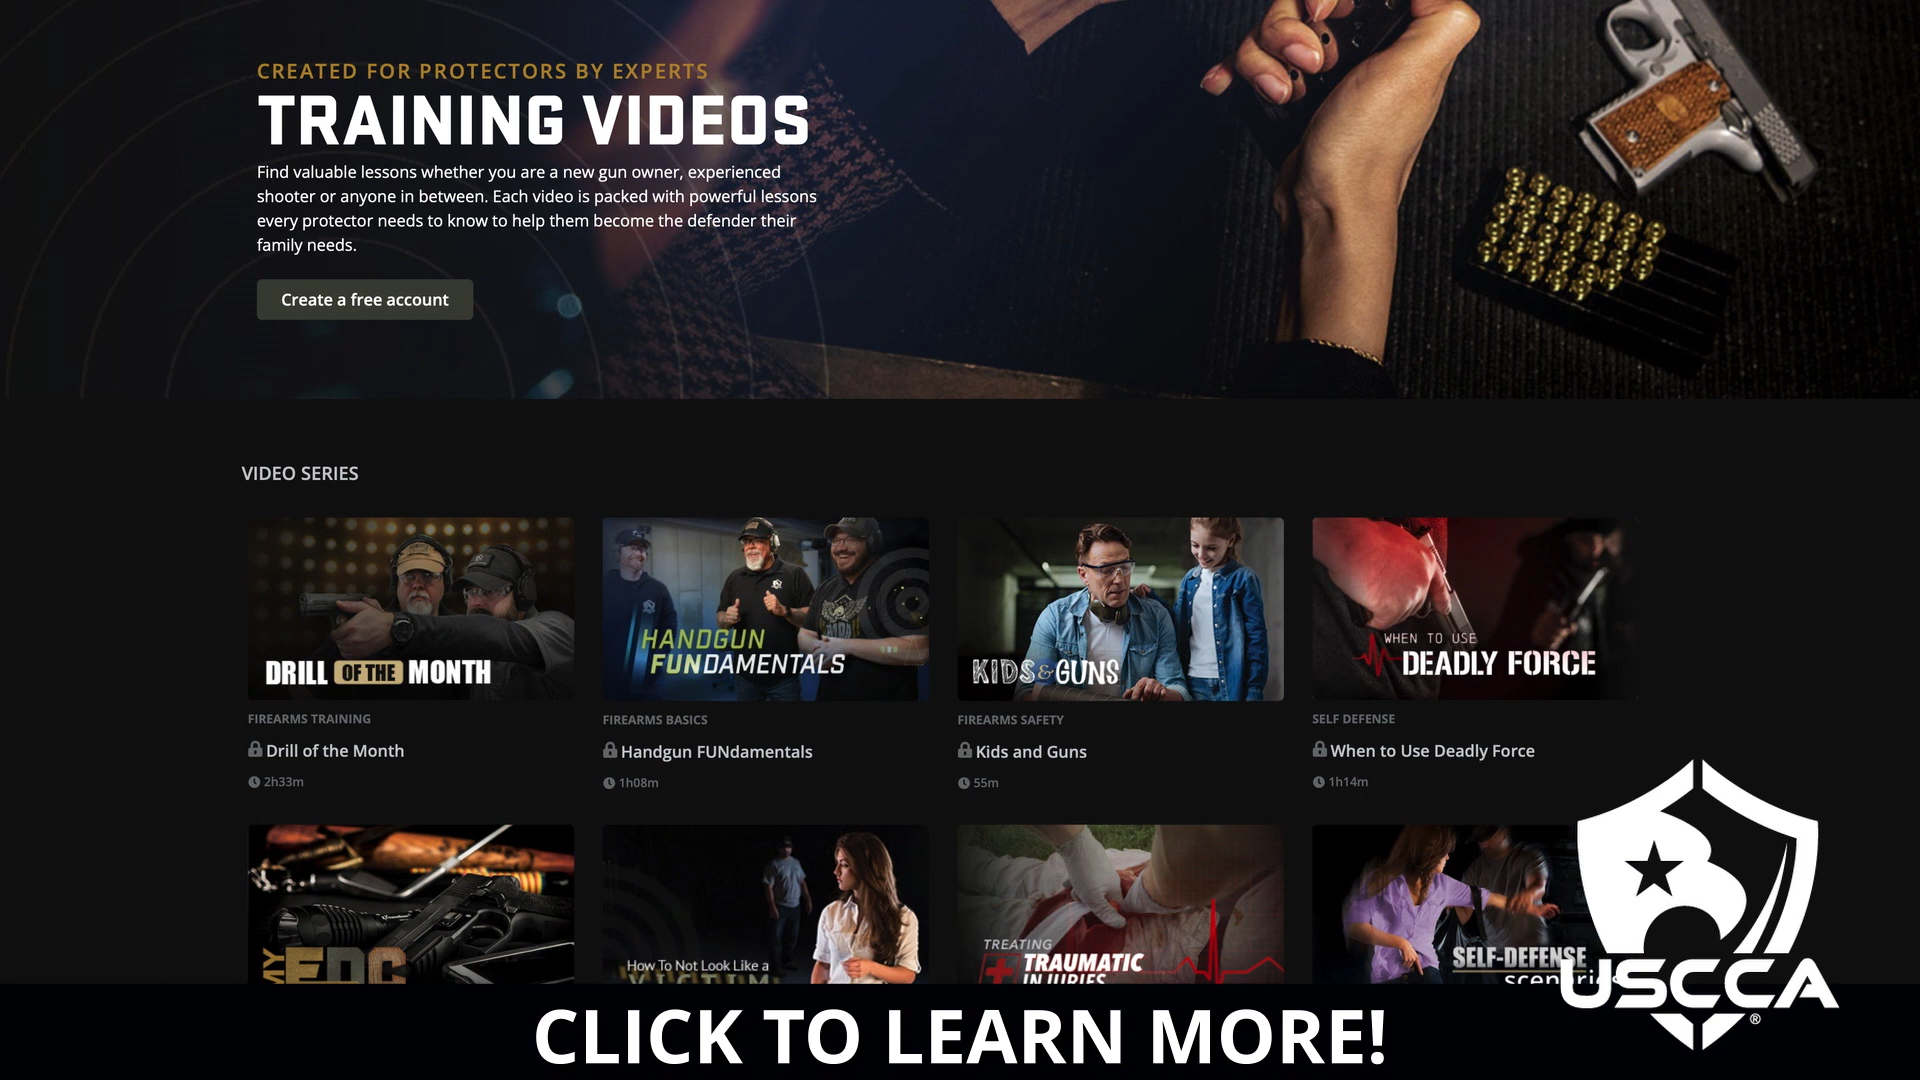 CREATED FOR PROTECTORS BY EXPERTS
TRAINING VIDEOS
Find valuable lessons whether you are a new gun owner, experienced
shooter or anyone in between. Each video is packed with powerful lessons
every protector needs to know to help them become the defender their
family needs.
Create a free account
VIDEO SERIES
DRILL OF THE MONTH
FIREARMS TRAINING
Drill of the Month
2h33m
HANDGUN
FUNDAMENTALS
FIREARMS BASICS
Handgun FUNdamentals
1h08m
KIDS & GUNS
FIREARMS SAFETY
Kids and Guns
55m
WHEN TO USE
DEADLY FORCE
SELF DEFENSE
When to Use Deadly Force
1h14m
MY EDC
How To Not Look Like a
VICTIM
TREATING
TRAUMATIC
INJURIES
SELF-DEFENSE
scenarios
USCCA
®
CLICK TO LEARN MORE!